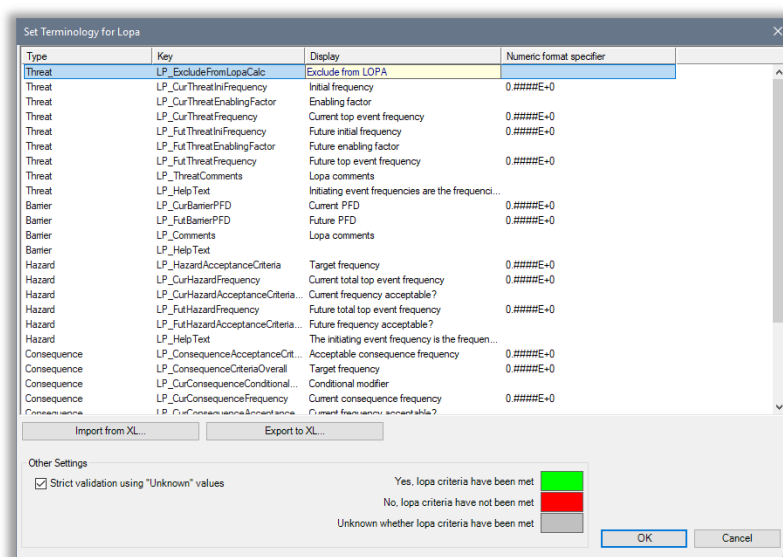 Set Terminology for Lopa
Type Key Display Numeric format specifier
Threat LP_ExcludeFromLopaCalc Exclude from LOPA
Threat LP_CurThreatIniFrequency Initial frequency 0.####E+0
Threat LP_CurThreatEnablingFactor Enabling factor
Threat LP_CurThreatFrequency Current top event frequency 0.####E+0
Threat LP_FutThreatIniFrequency Future initial frequency 0.####E+0
Threat LP_FutThreatEnablingFactor Future enabling factor
Threat LP_FutThreatFrequency Future top event frequency 0.####E+0
Threat LP_ThreatComments Lopa comments
Threat LP_HelpText Initiating event frequencies are the frequenci...
Barrier LP_CurBarrierPFD Current PFD 0.####E+0
Barrier LP_FutBarrierPFD Future PFD 0.####E+0
Barrier LP_Comments Lopa comments
Barrier LP_HelpText
Hazard LP_HazardAcceptanceCriteria Target frequency 0.####E+0
Hazard LP_CurHazardFrequency Current total top event frequency 0.####E+0
Hazard LP_CurHazardAcceptanceCriteria... Current frequency acceptable?
Hazard LP_FutHazardFrequency Future total top event frequency 0.####E+0
Hazard LP_FutHazardAcceptanceCriteria... Future frequency acceptable?
Hazard LP_HelpText The initiating event frequency is the frequen...
Consequence LP_ConsequenceAcceptanceCrit... Acceptable consequence frequency 0.####E+0
Consequence LP_ConsequenceCriteriaOverall Target frequency 0.####E+0
Consequence LP_CurConsequenceConditional... Conditional modifier
Consequence LP_CurConsequenceFrequency Current consequence frequency 0.####E+0
Consequence LP_CurConsequenceAcceptance Current frequency acceptable?
Import from XL... Export to XL...
Other Settings
Strict validation using "Unknown" values
Yes, lopa criteria have been met
No, lopa criteria have not been met
Unknown whether lopa criteria have been met
OK Cancel